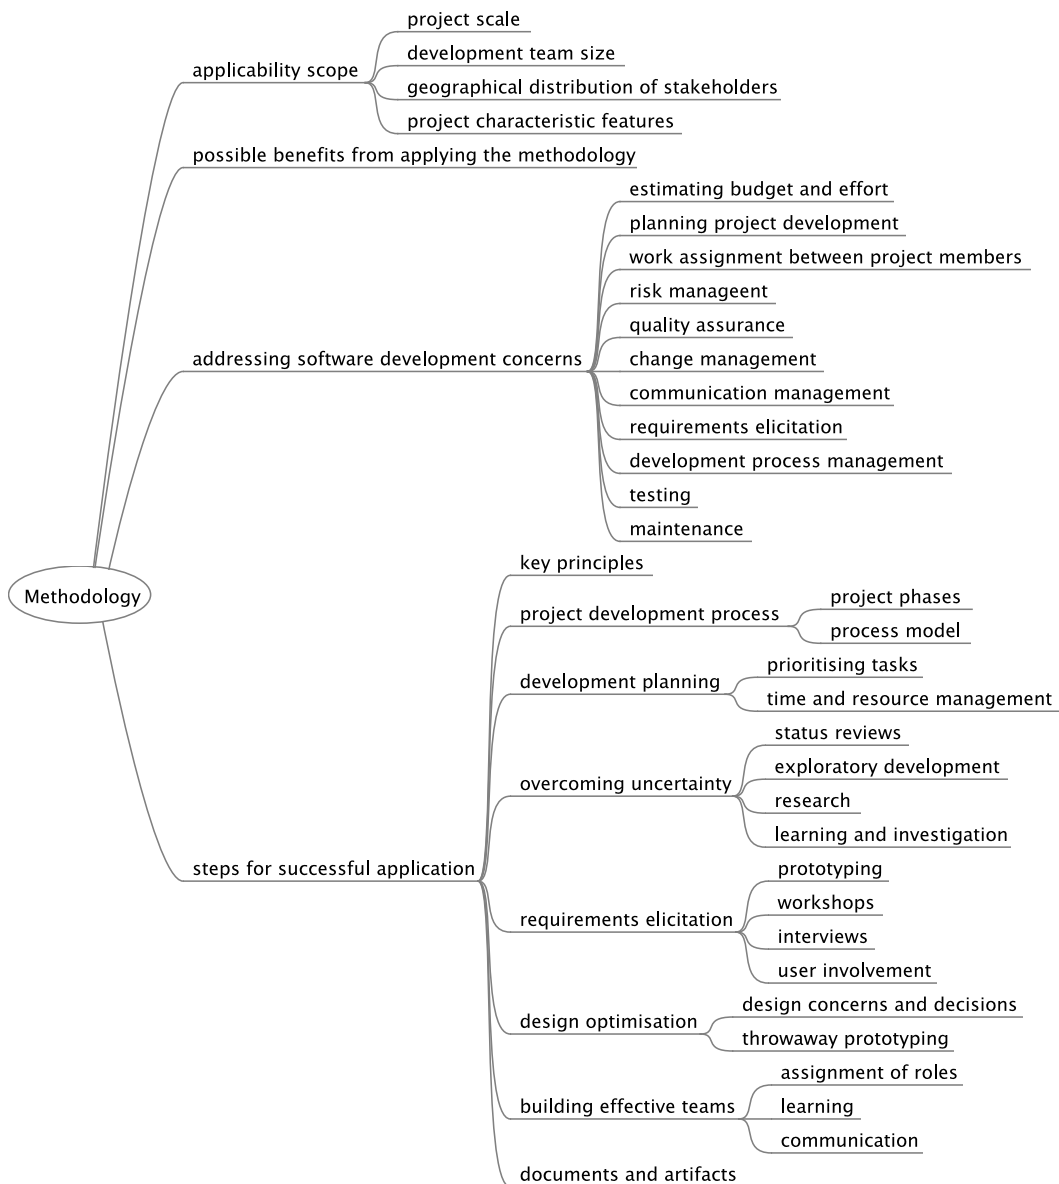 project scale
development team size
applicability scope
geographical distribution of stakeholders
project characteristic features
possible benefits from applying the methodology
estimating budget and effort
planning project development
work assignment between project members
risk manageent
quality assurance
addressing software development concerns
change management
communication management
requirements elicitation
development process management
testing
maintenance
key principles
Methodology
project phases
project development process
process model
prioritising tasks
development planning
time and resource management
status reviews
exploratory development
overcoming uncertainty
research
learning and investigation
steps for successful application
prototyping
workshops
requirements elicitation
interviews
user involvement
design concerns and decisions
design optimisation
throwaway prototyping
assignment of roles
building effective teams
learning
communication
documents and artifacts